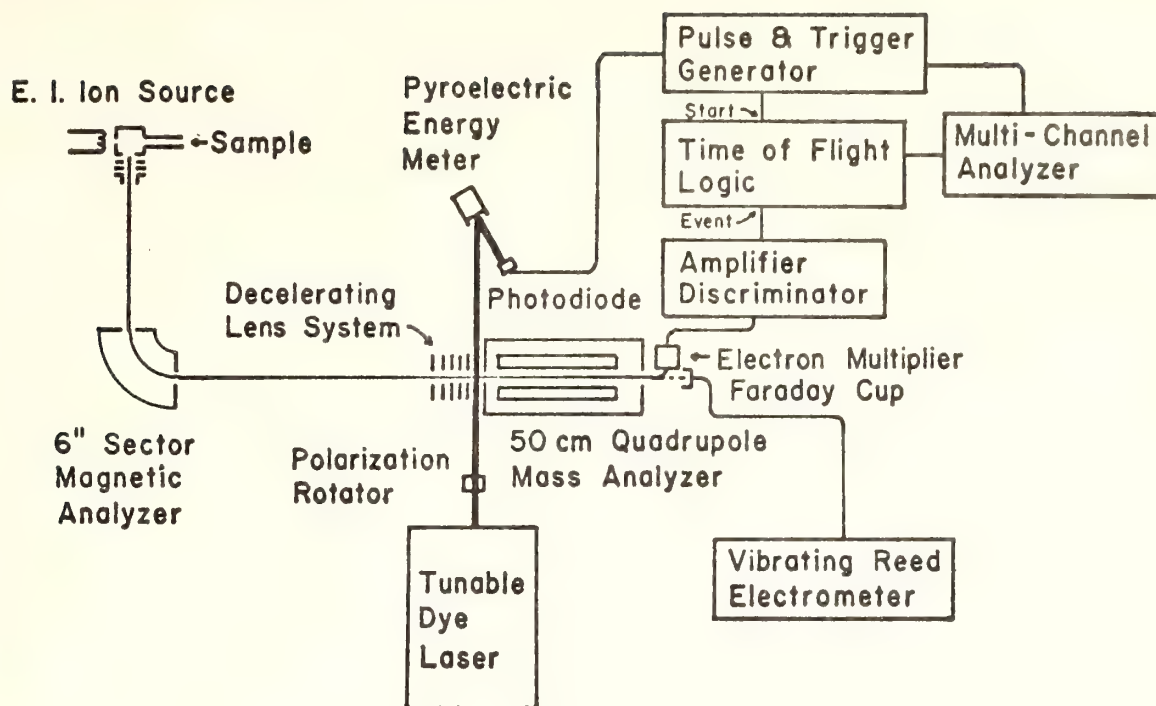 E. I. Ion Source
Sample
Pyroelectric
Energy
Meter
Pulse & Trigger
Generator
Start
Time of Flight
Logic
Multi-Channel
Analyzer
Event
Amplifier
Discriminator
Photodiode
Decelerating
Lens System
Electron Multiplier
Faraday Cup
6" Sector
Magnetic
Analyzer
Polarization
Rotator
50 cm Quadrupole
Mass Analyzer
Vibrating Reed
Electrometer
Tunable
Dye
Laser